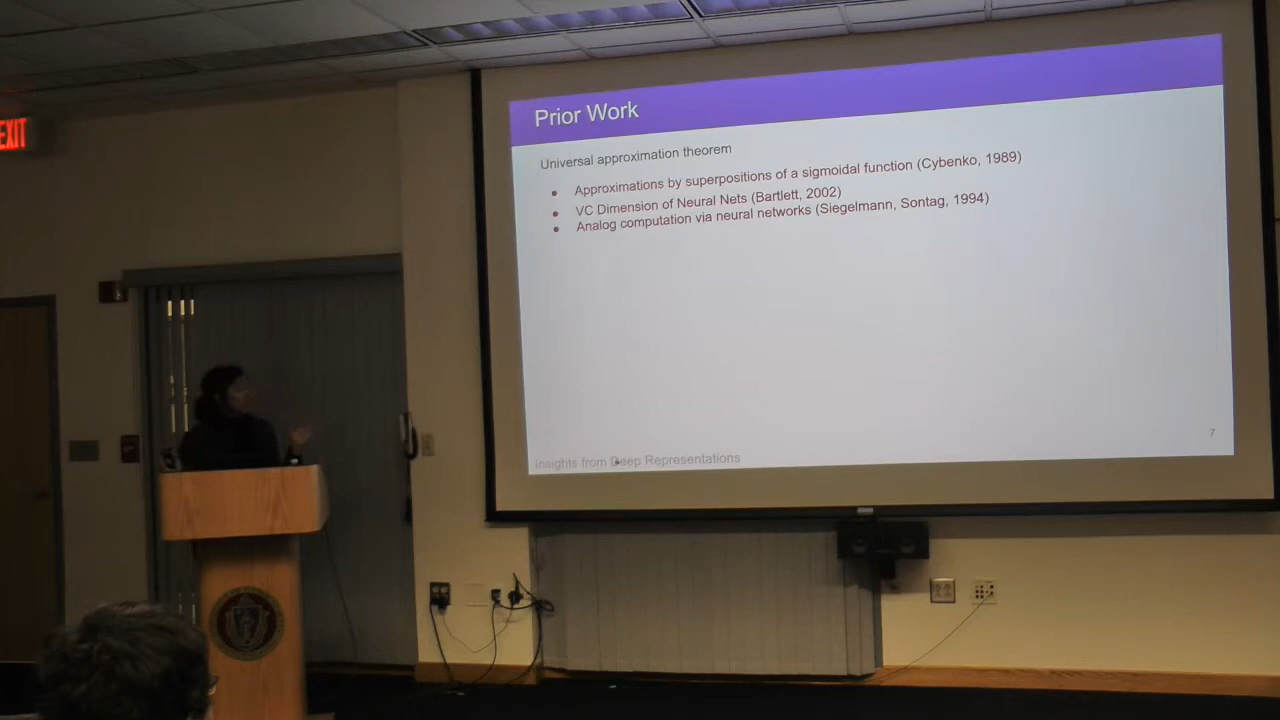 EXIT
Prior Work
Universal approximation theorem
Approximations by superpositions of a sigmoidal function (Cybenko, 1989)
VC Dimension of Neural Nets (Bartlett, 2002)
Analog computation via neural networks (Siegelmann, Sontag, 1994)
7
Insights from Deep Representations